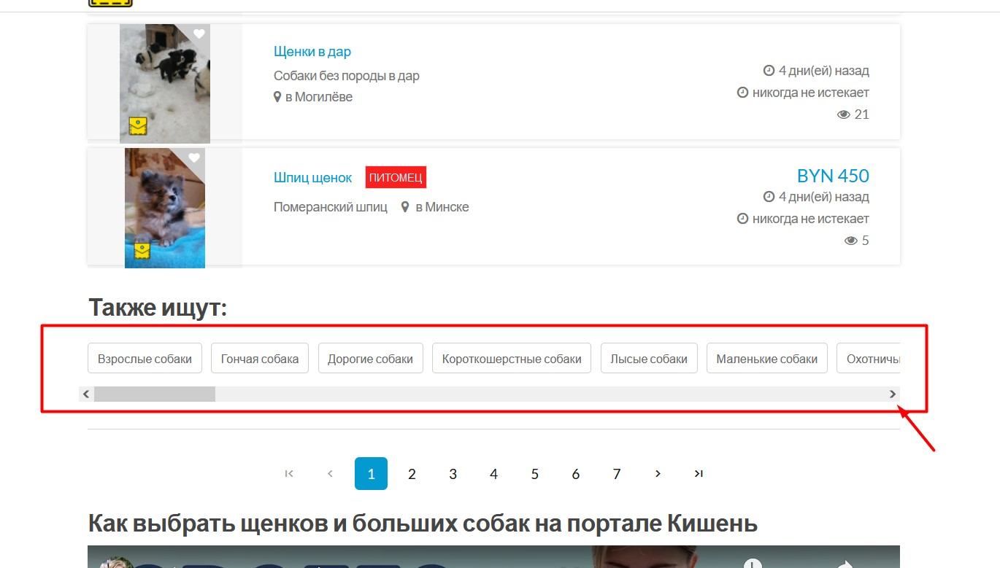 Щенки в дар
Собаки без породы в дар
в Могилёве
4 дни(ей) назад
никогда не истекает
21
Шпиц щенок ПИТОМЕЦ
Померанский шпиц в Минске
BYN 450
4 дни(ей) назад
никогда не истекает
5
Также ищут:
Взрослые собаки Гончая собака Дорогие собаки Короткошерстные собаки Лысые собаки Маленькие собаки Охотничьи
1 2 3 4 5 6 7
Как выбрать щенков и больших собак на портале Кишень